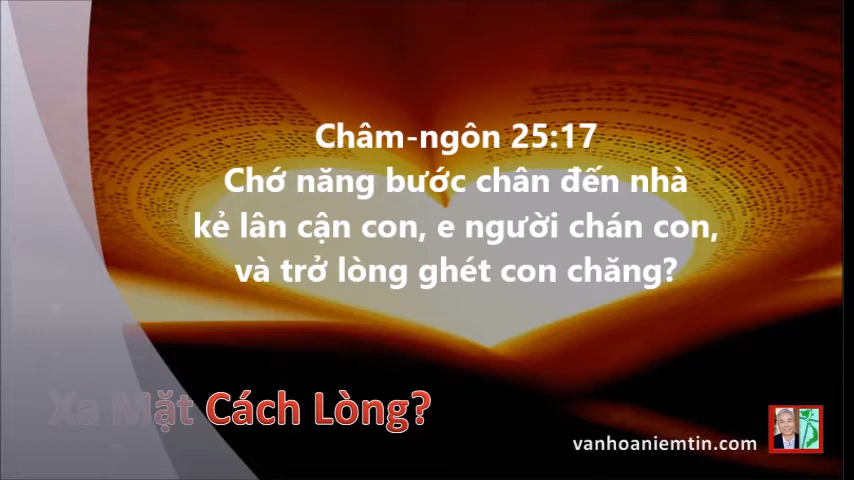 Châm-ngôn 25:17
Chớ năng bước chân đến nhà
kẻ lân cận con, e người chán con,
và trở lòng ghét con chăng?
Xa Mặt Cách Lòng?
vanhoaniemtin.com